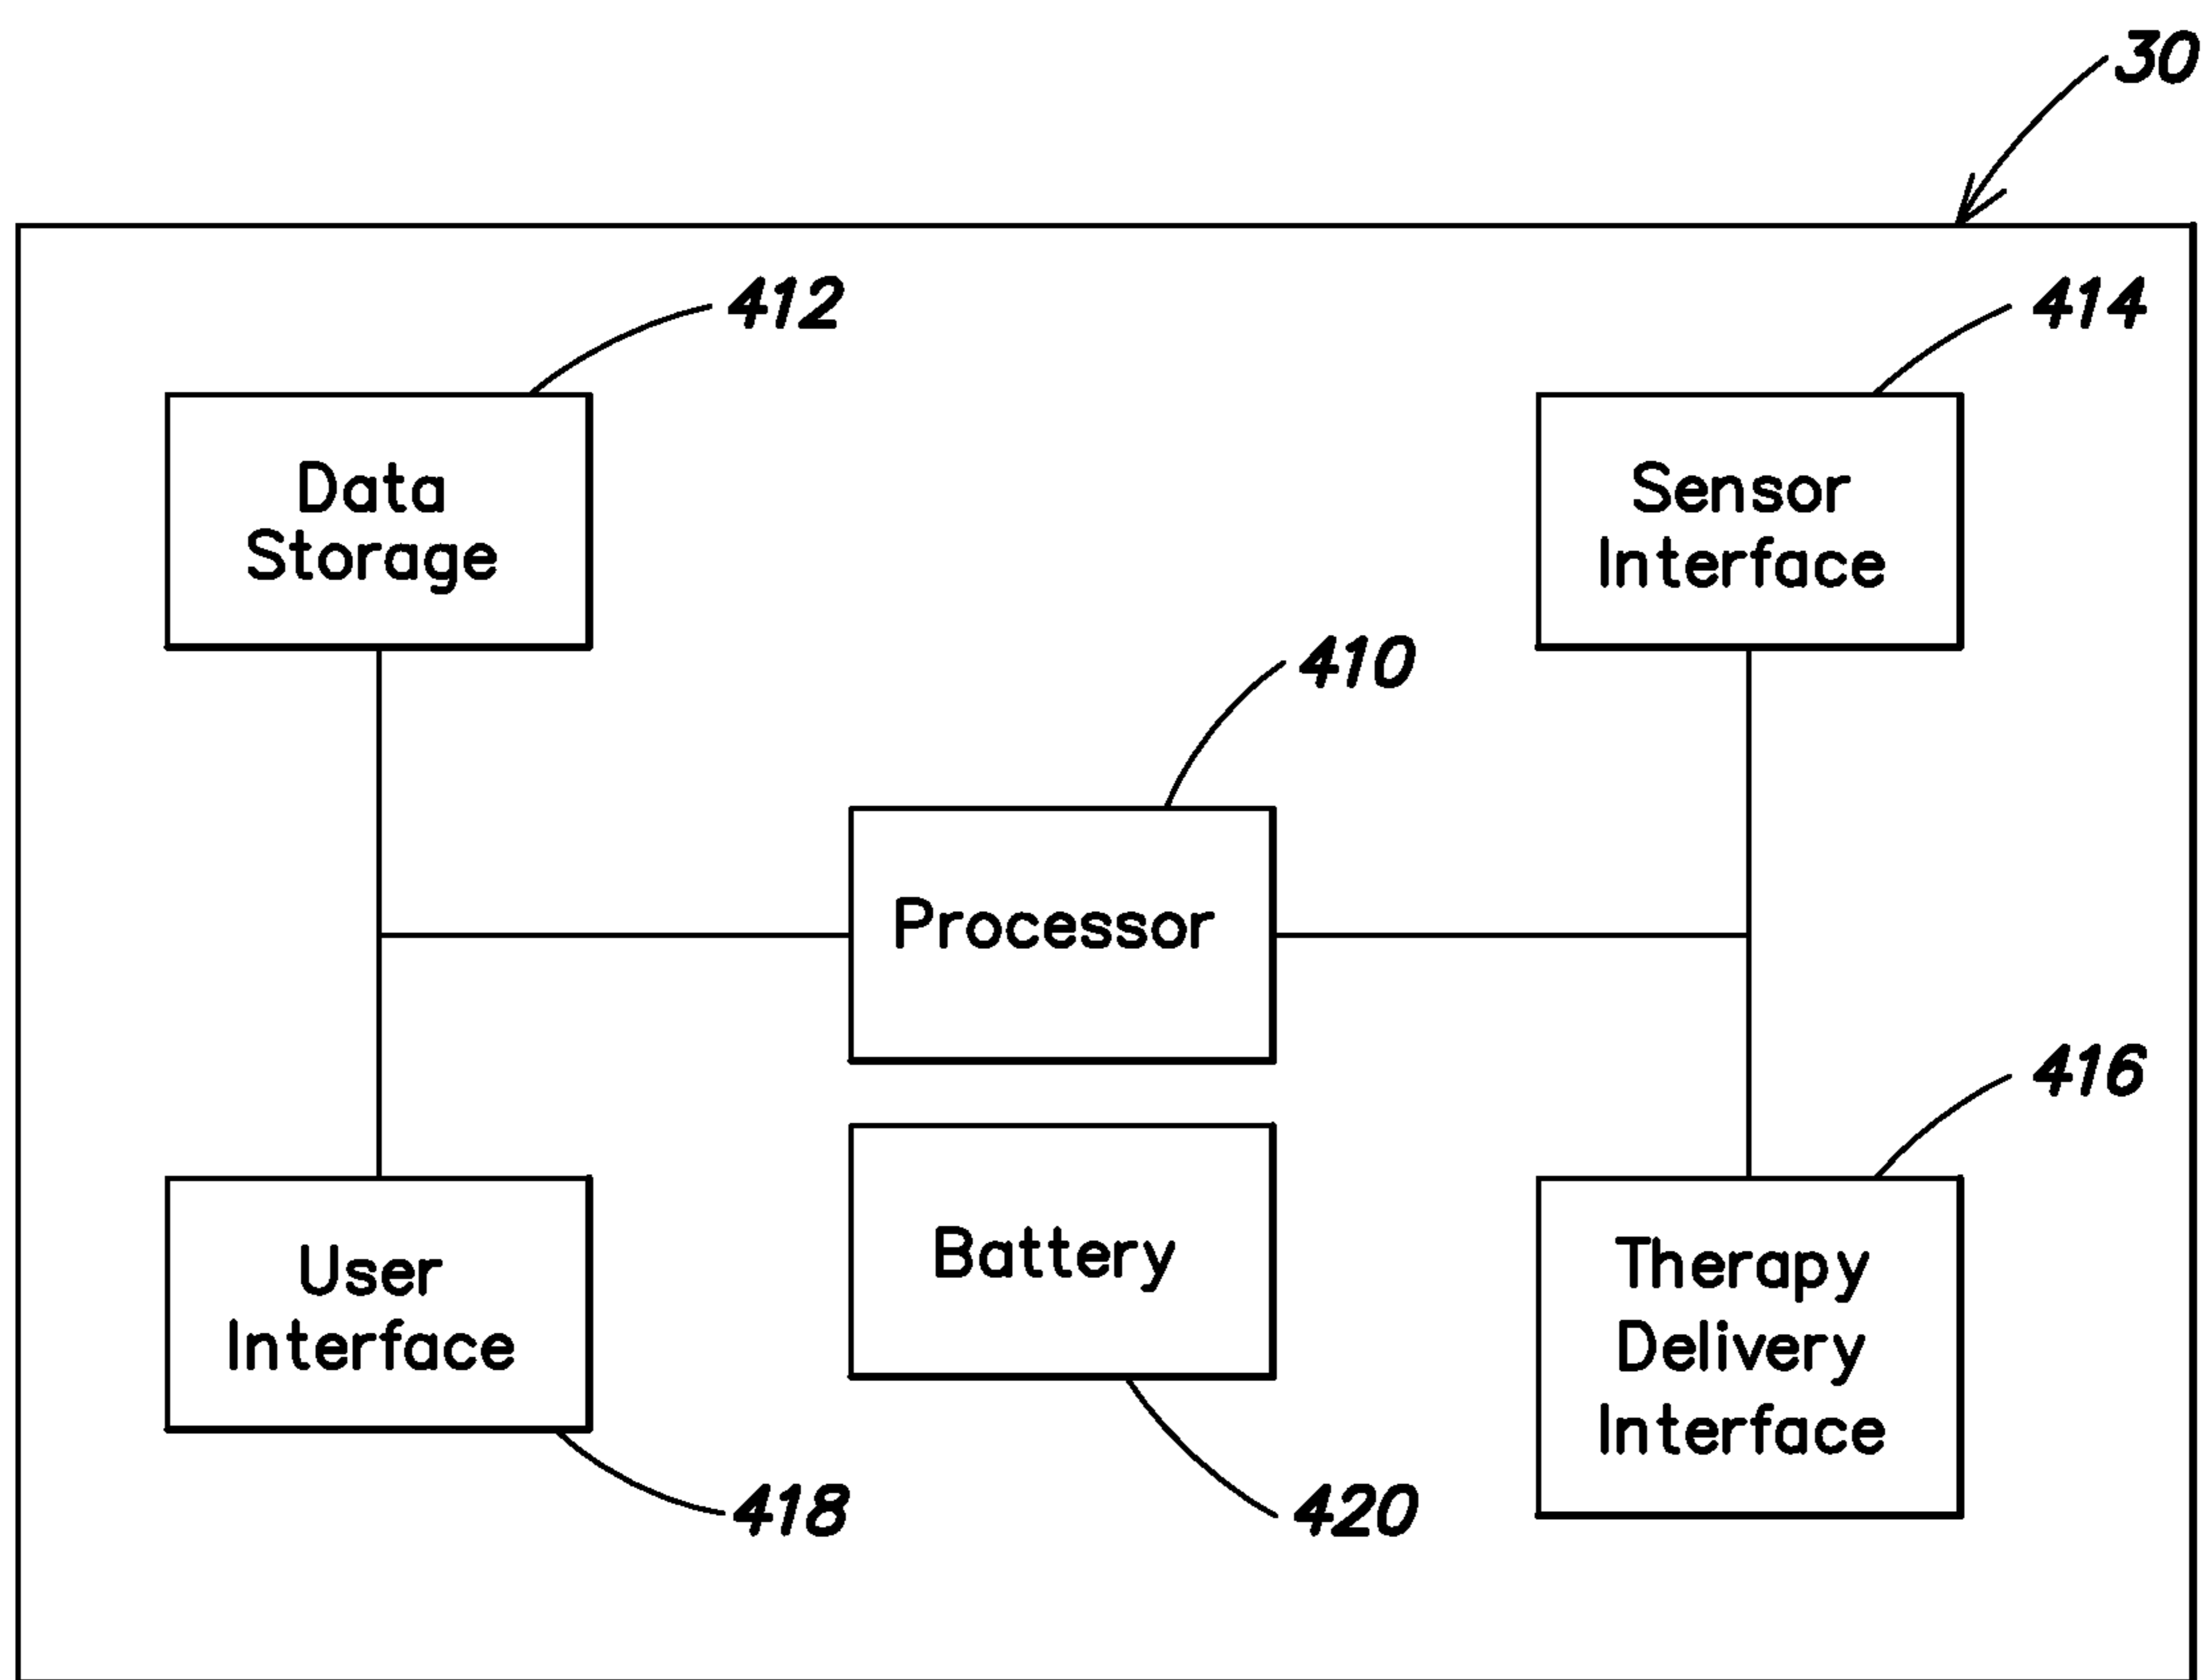 30
412
414
Data
Storage
Sensor
Interface
410
Processor
416
User
Interface
Battery
Therapy
Delivery
Interface
418
420